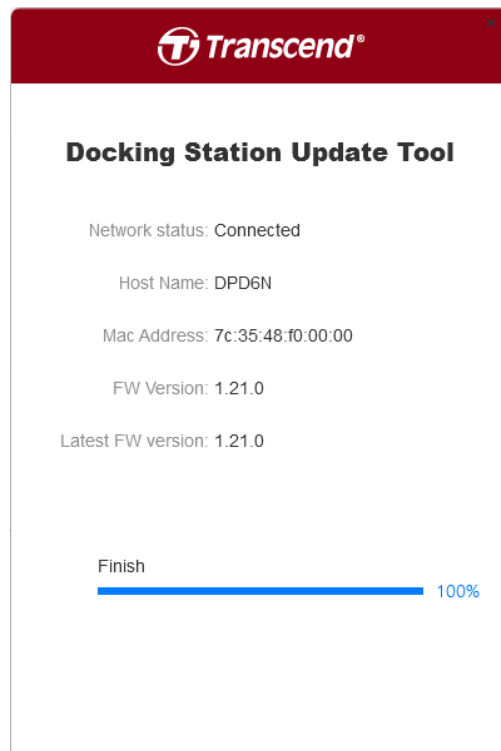 Transcend®
Docking Station Update Tool
Network status: Connected
Host Name: DPD6N
Mac Address: 7c:35:48:f0:00:00
FW Version: 1.21.0
Latest FW version: 1.21.0
Finish
100%